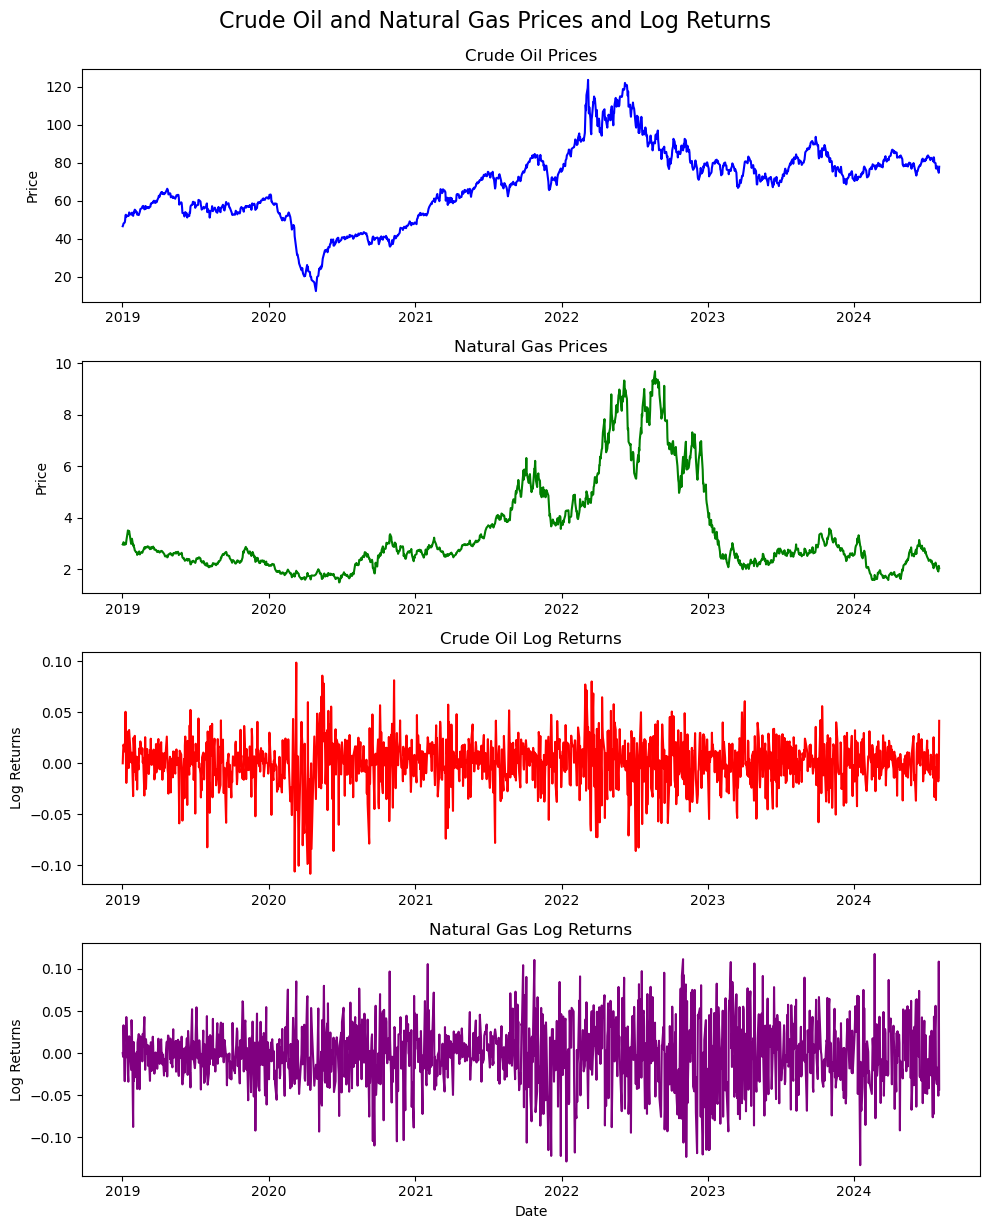 Crude Oil and Natural Gas Prices and Log Returns
Crude Oil Prices
Price
120
100
80
60
40
20
2019 2020 2021 2022 2023 2024
Natural Gas Prices
Price
10
8
6
4
2
2019 2020 2021 2022 2023 2024
Crude Oil Log Returns
Log Returns
0.10
0.05
0.00
−0.05
−0.10
2019 2020 2021 2022 2023 2024
Natural Gas Log Returns
Log Returns
0.10
0.05
0.00
−0.05
−0.10
2019 2020 2021 2022 2023 2024
Date